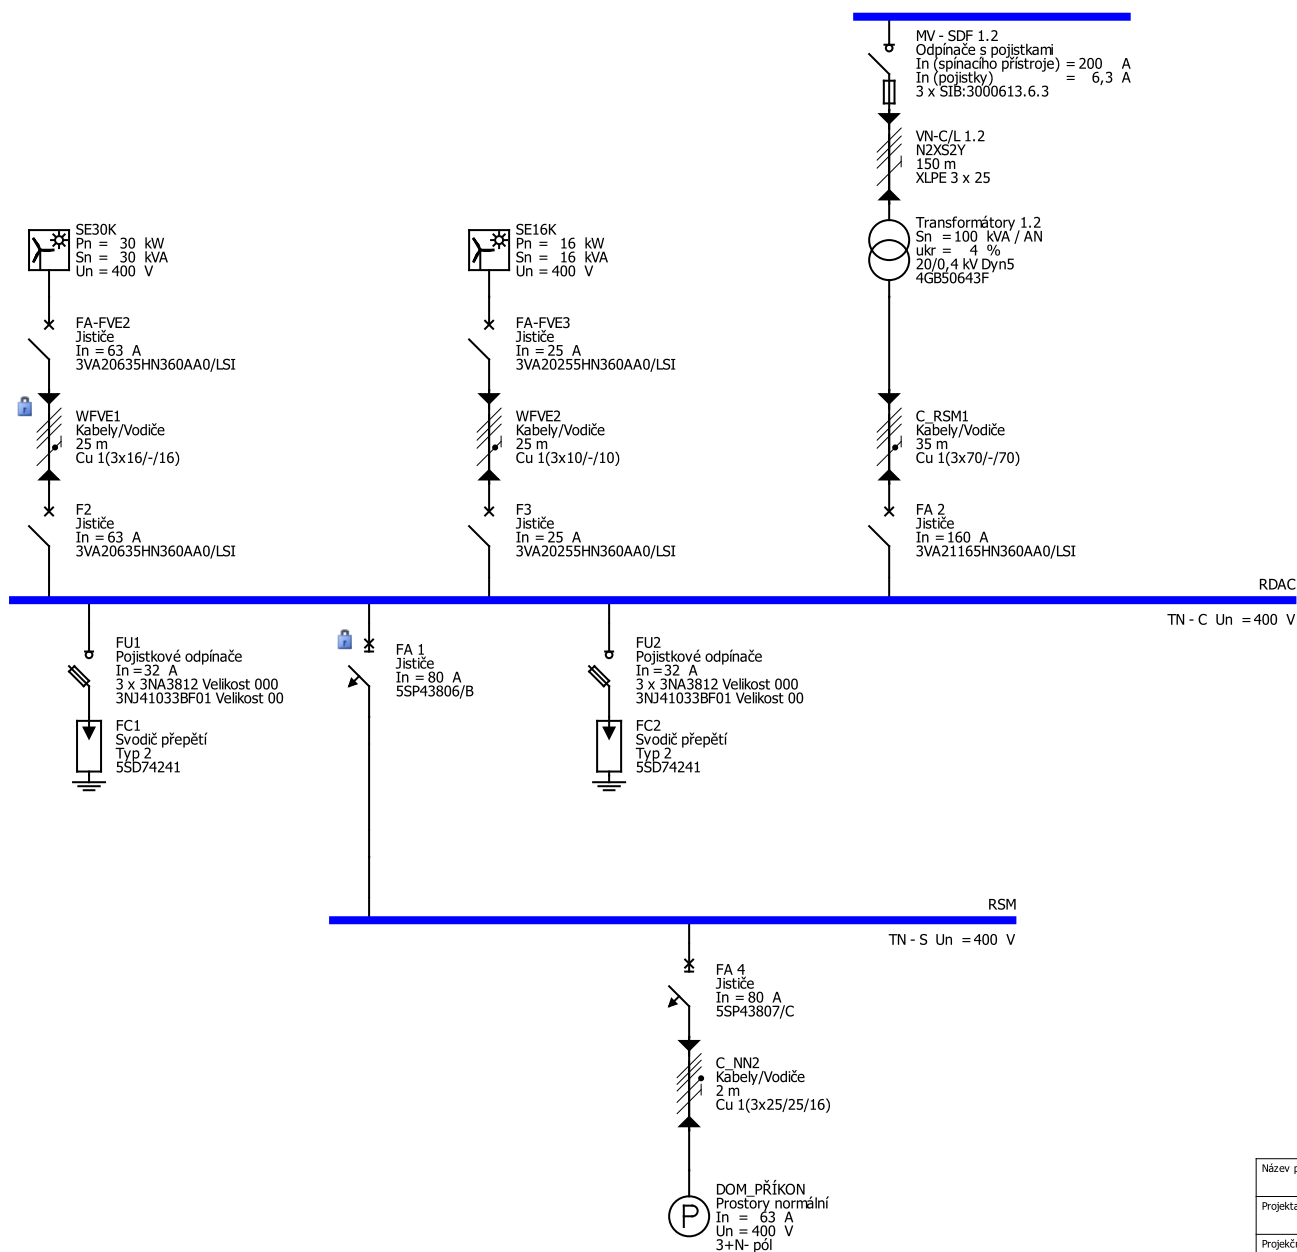 MV - SDF 1.2
Odpínače s pojistkami
In (spínacího přístroje) = 200 A
In (pojistky) = 6,3 A
3 x SIB:3000613.6.3
VN-C/L 1.2
N2XS2Y
150 m
XLPE 3 x 25
SE30K
Pn = 30 kW
Sn = 30 kVA
Un = 400 V
SE16K
Pn = 16 kW
Sn = 16 kVA
Un = 400 V
Transformátory 1.2
Sn = 100 kVA / AN
ukr = 4 %
20/0,4 kV Dyn5
4GB50643F
FA-FVE2
Jističe
In = 63 A
3VA20635HN360AA0/LSI
FA-FVE3
Jističe
In = 25 A
3VA20255HN360AA0/LSI
WFVE1
Kabely/Vodiče
25 m
Cu 1(3x16/-/16)
WFVE2
Kabely/Vodiče
25 m
Cu 1(3x10/-/10)
C_RSM1
Kabely/Vodiče
35 m
Cu 1(3x70/-/70)
F2
Jističe
In = 63 A
3VA20635HN360AA0/LSI
F3
Jističe
In = 25 A
3VA20255HN360AA0/LSI
FA 2
Jističe
In = 160 A
3VA21165HN360AA0/LSI
RDAC
TN - C Un = 400 V
FU1
Pojistkové odpínače
In = 32 A
3 x 3NA3812 Velikost 000
3NJ41033BF01 Velikost 00
FA 1
Jističe
In = 80 A
5SP43806/B
FU2
Pojistkové odpínače
In = 32 A
3 x 3NA3812 Velikost 000
3NJ41033BF01 Velikost 00
FC1
Svodič přepětí
Typ 2
5SD74241
FC2
Svodič přepětí
Typ 2
5SD74241
RSM
TN - S Un = 400 V
FA 4
Jističe
In = 80 A
5SP43807/C
C_NN2
Kabely/Vodiče
2 m
Cu 1(3x25/25/16)
DOM_PŘÍKON
Prostory normální
In = 63 A
Un = 400 V
3+N- pól
P
Název p
Projekta
Projekčn